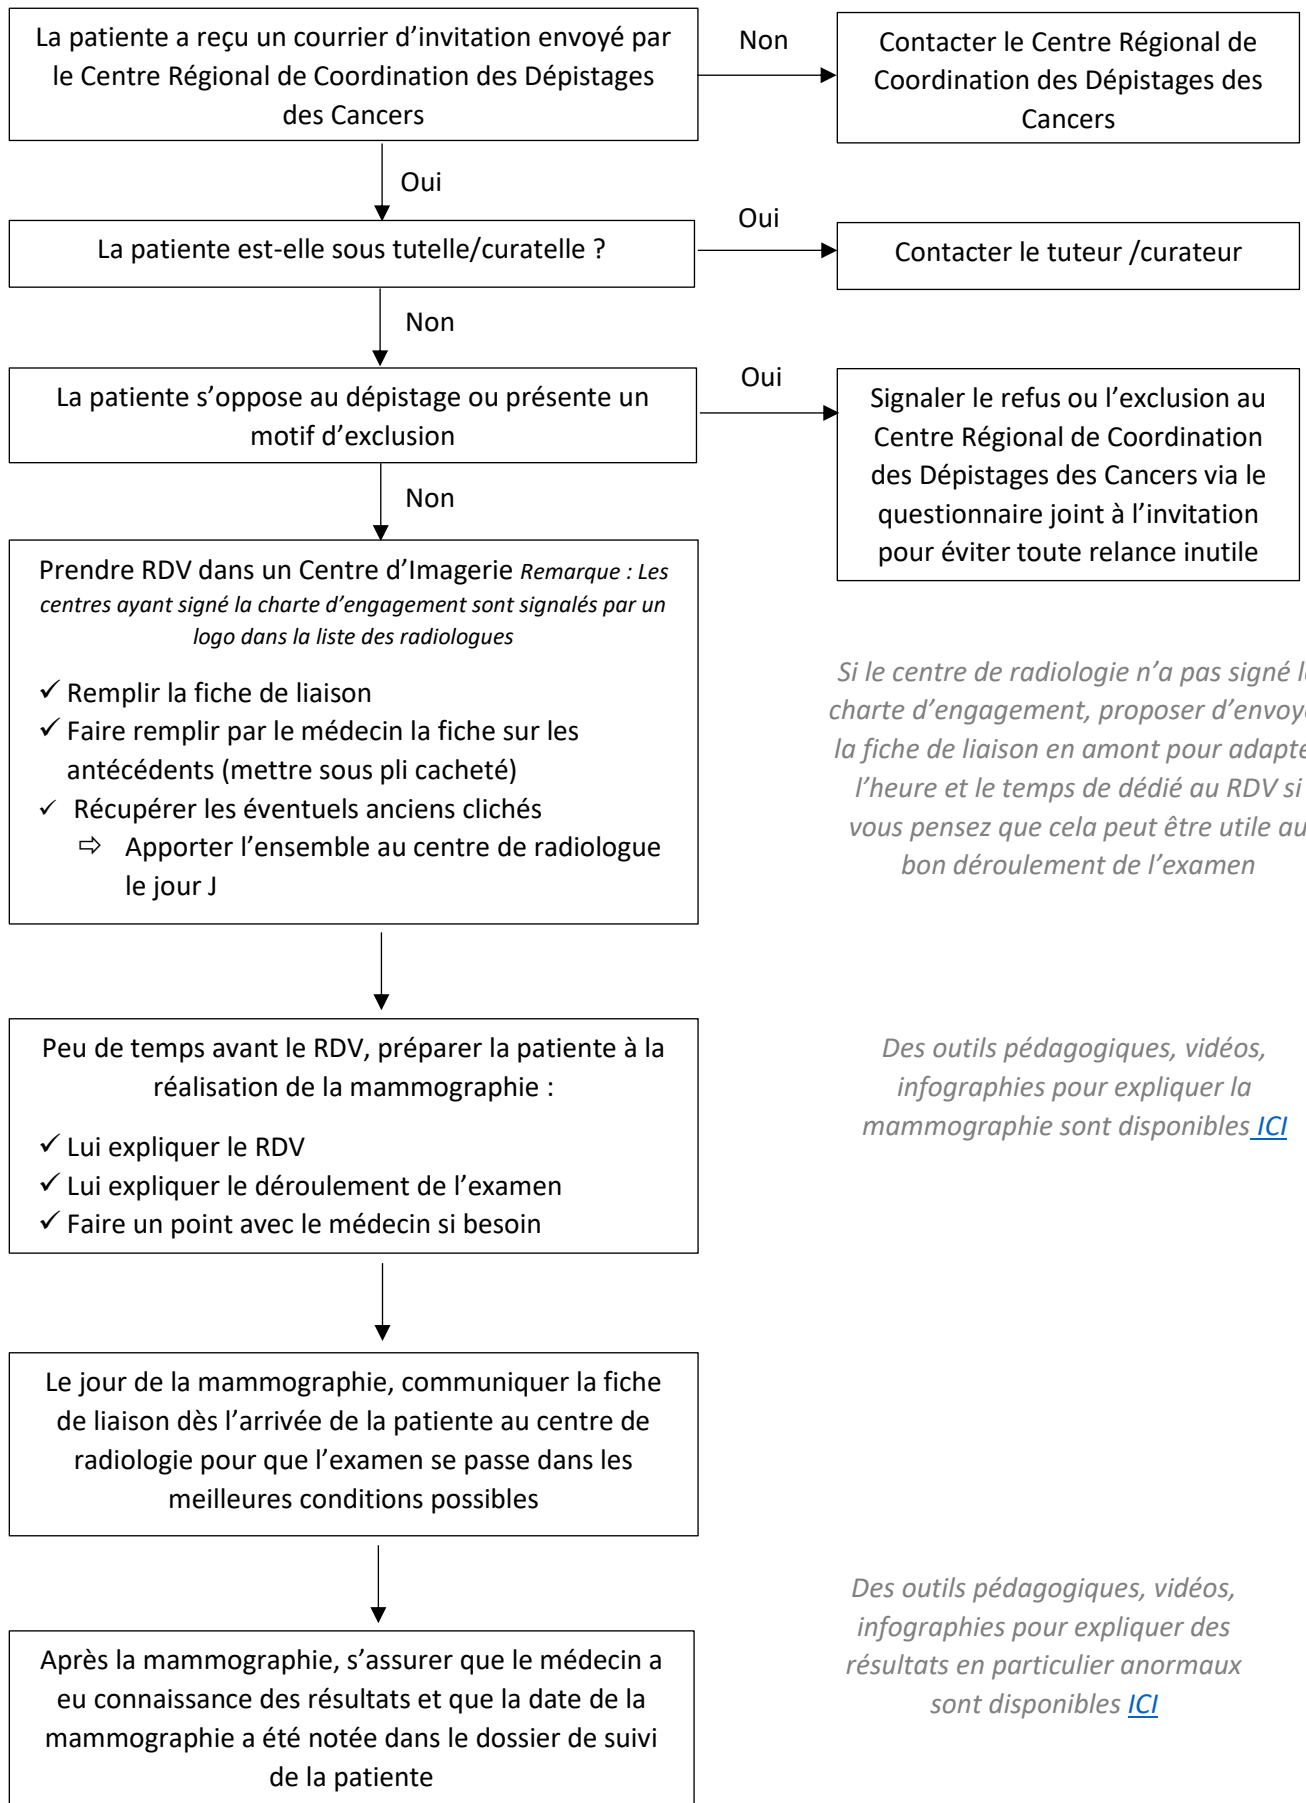 La patiente a reçu un courrier d’invitation envoyé par
le Centre Régional de Coordination des Dépistages
des Cancers
Non
Contacter le Centre Régional de
Coordination des Dépistages des
Cancers
Oui
La patiente est-elle sous tutelle/curatelle ?
Oui
Contacter le tuteur /curateur
Non
La patiente s’oppose au dépistage ou présente un
motif d’exclusion
Oui
Signaler le refus ou l’exclusion au
Centre Régional de Coordination
des Dépistages des Cancers via le
questionnaire joint à l’invitation
pour éviter toute relance inutile
Non
Prendre RDV dans un Centre d’Imagerie Remarque : Les
centres ayant signé la charte d’engagement sont signalés par un
logo dans la liste des radiologues
✓ Remplir la fiche de liaison
✓ Faire remplir par le médecin la fiche sur les
antécédents (mettre sous pli cacheté)
✓ Récupérer les éventuels anciens clichés
⇨ Apporter l’ensemble au centre de radiologue
le jour J
Si le centre de radiologie n’a pas signé
charte d’engagement, proposer
la fiche de liaison en amont pour
l’heure et le temps de dédié au RDV si
vous pensez que cela peut être utile au
bon déroulement de l’examen
Peu de temps avant le RDV, préparer la patiente à la
réalisation de la mammographie :
✓ Lui expliquer le RDV
✓ Lui expliquer le déroulement de l’examen
✓ Faire un point avec le médecin si besoin
Des outils pédagogiques, vidéos,
infographies pour expliquer la
mammographie sont disponibles ICI
Le jour de la mammographie, communiquer la fiche
de liaison dès l’arrivée de la patiente au centre de
radiologie pour que l’examen se passe dans les
meilleures conditions possibles
Après la mammographie, s’assurer que le médecin a
eu connaissance des résultats et que la date de la
mammographie a été notée dans le dossier de suivi
de la patiente
Des outils pédagogiques, vidéos,
infographies pour expliquer des
résultats en particulier anormaux
sont disponibles ICI